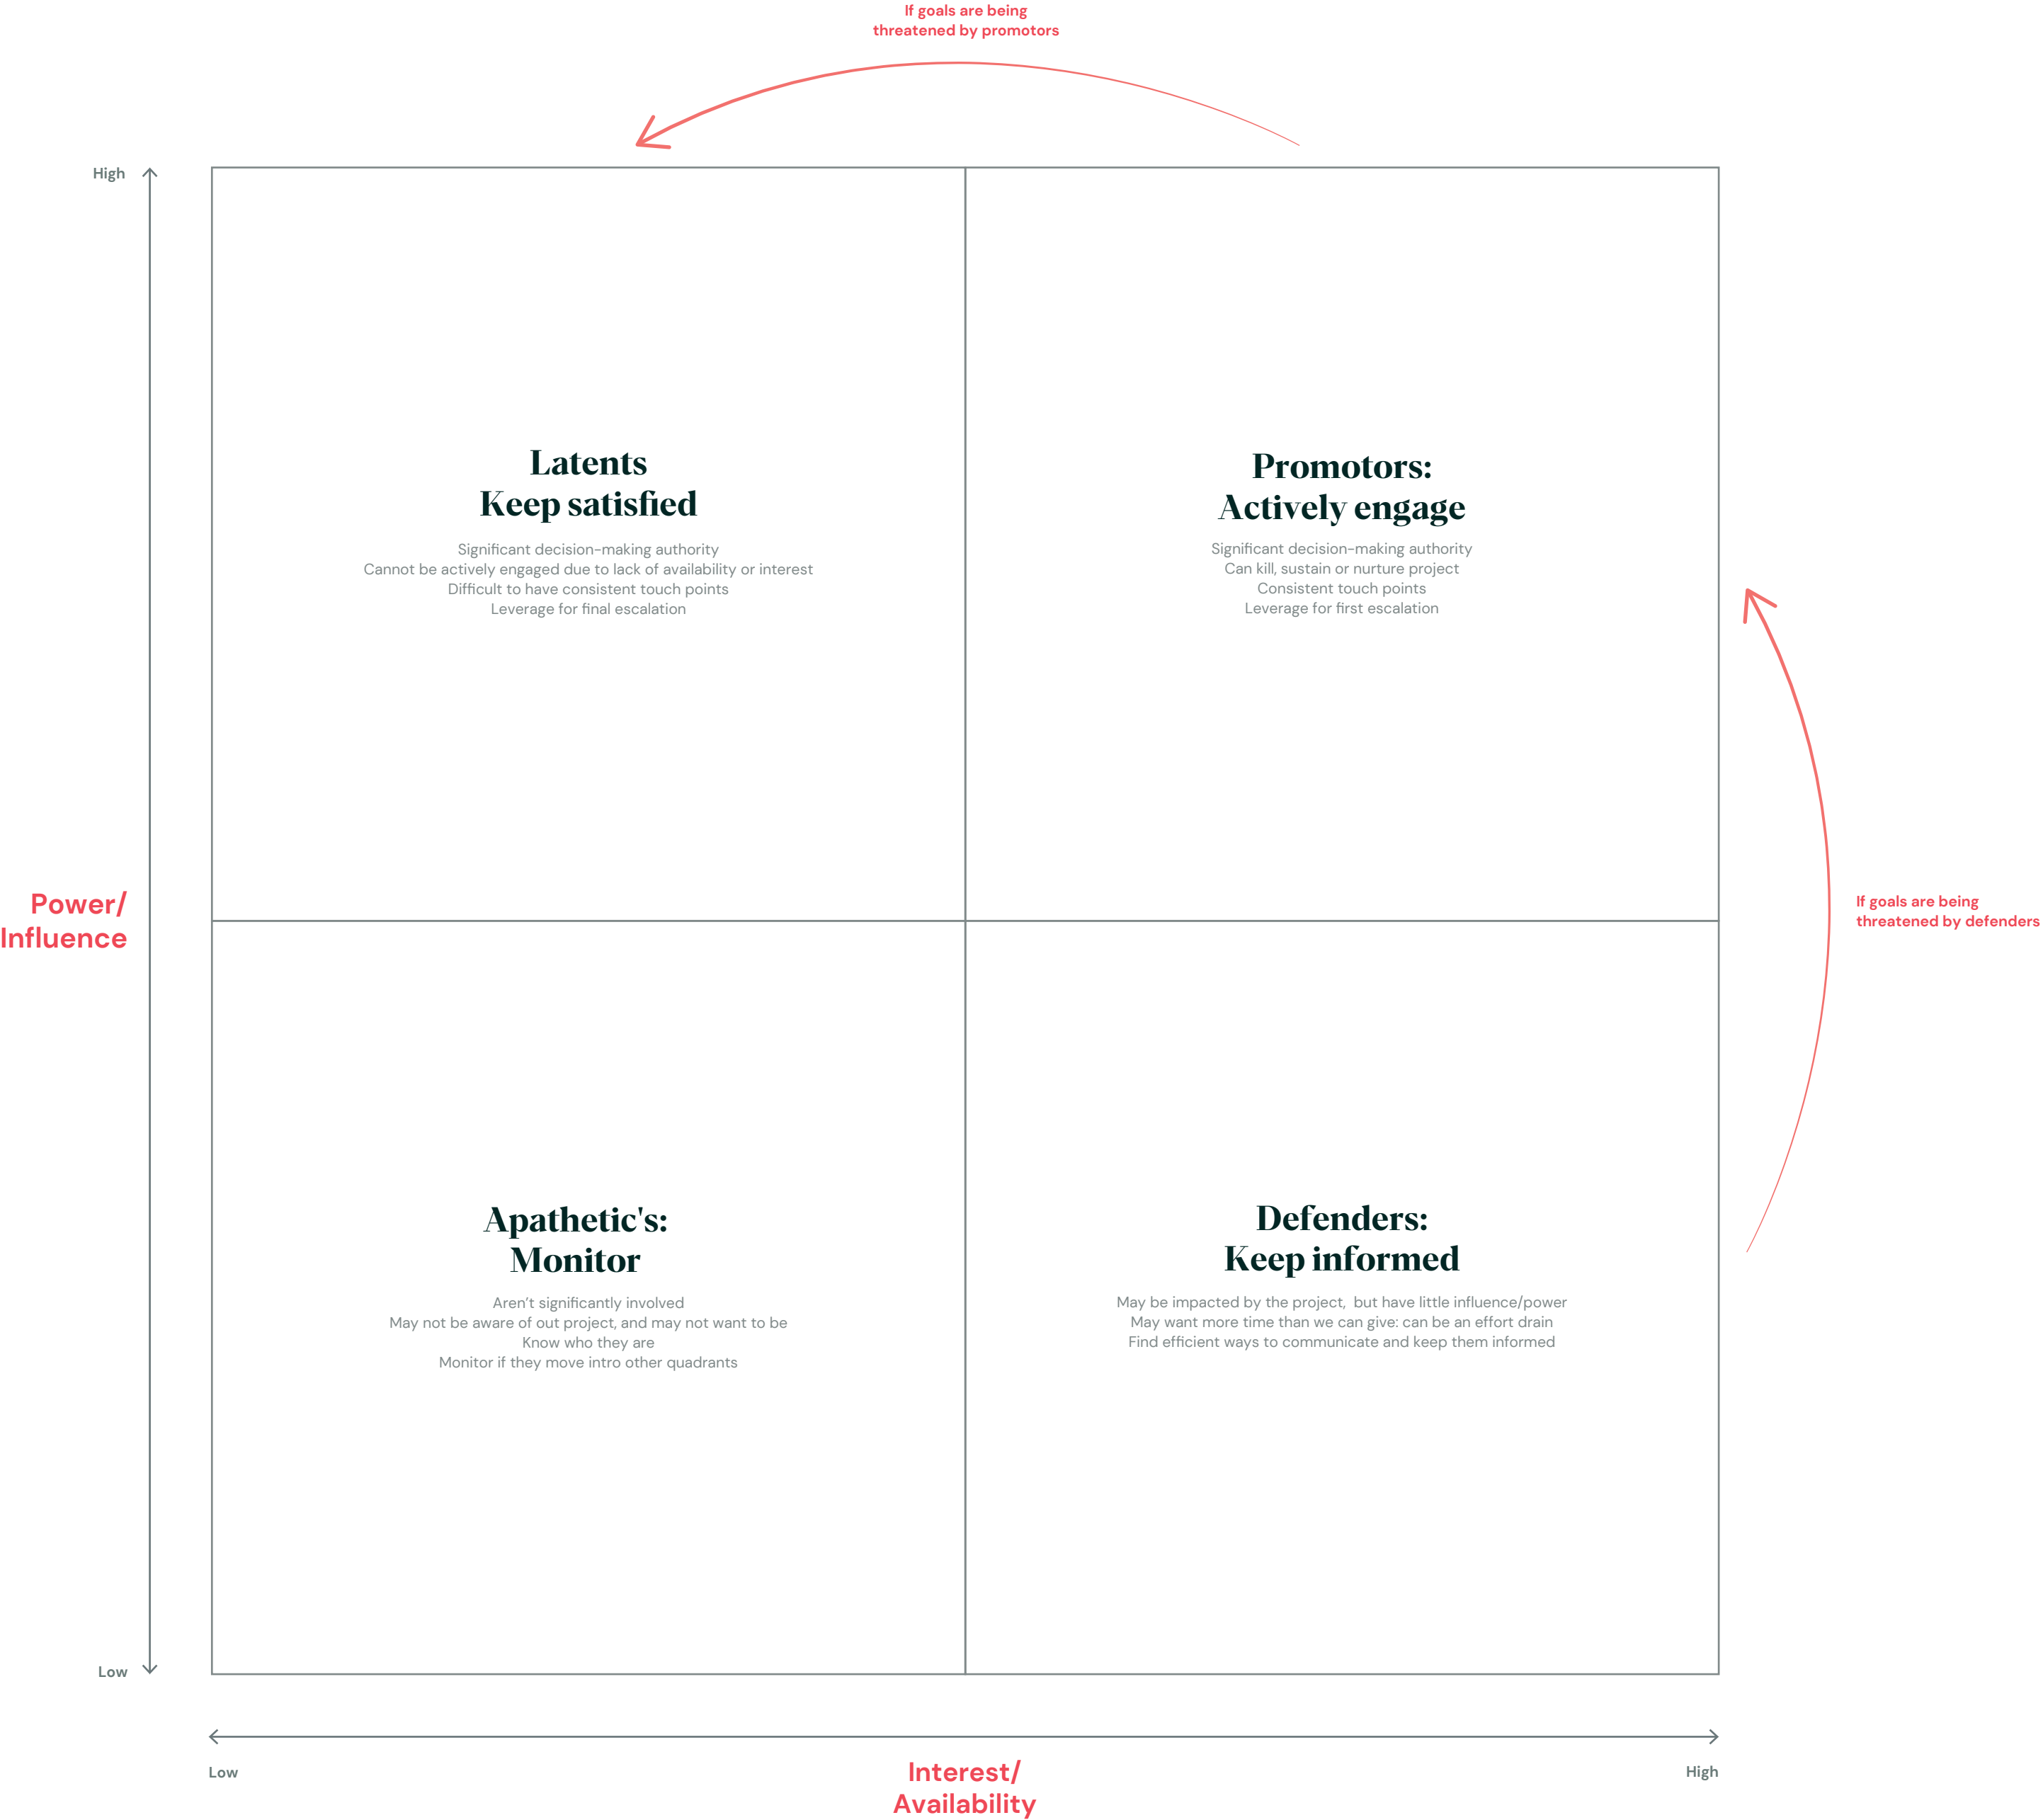 If goals are being
threatened by promotors
High
Latents
Keep satisfied
Significant decision-making authority
Cannot be actively engaged due to lack of availability or interest
Difficult to have consistent touch points
Leverage for final escalation
Promotors:
Actively engage
Significant decision-making authority
Can kill, sustain or nurture project
Consistent touch points
Leverage for first escalation
Power/
Influence
If goals are being
threatened by defenders
Apathetic's:
Monitor
Aren’t significantly involved
May not be aware of out project, and may not want to be
Know who they are
Monitor if they move intro other quadrants
Defenders:
Keep informed
May be impacted by the project,  but have little influence/power
May want more time than we can give: can be an effort drain
Find efficient ways to communicate and keep them informed
Low
Low
Interest/
Availability
High